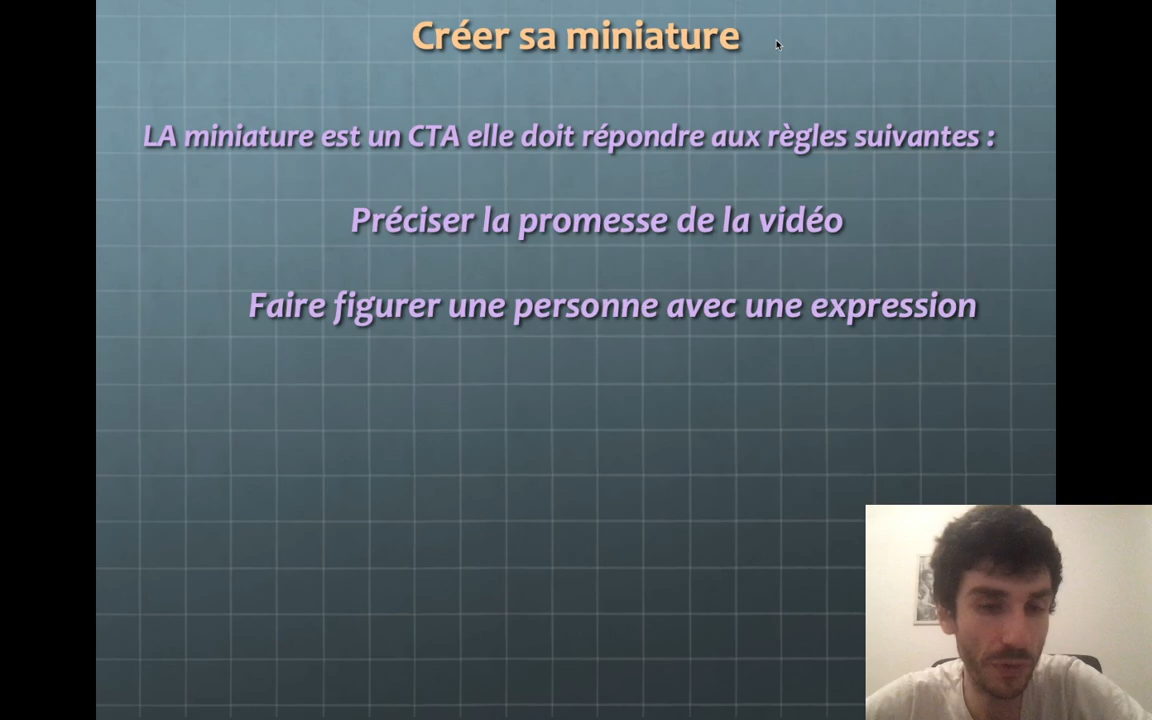 Créer sa miniature
LA miniature est un CTA elle doit répondre aux règles suivantes :
Préciser la promesse de la vidéo
Faire figurer une personne avec une expression